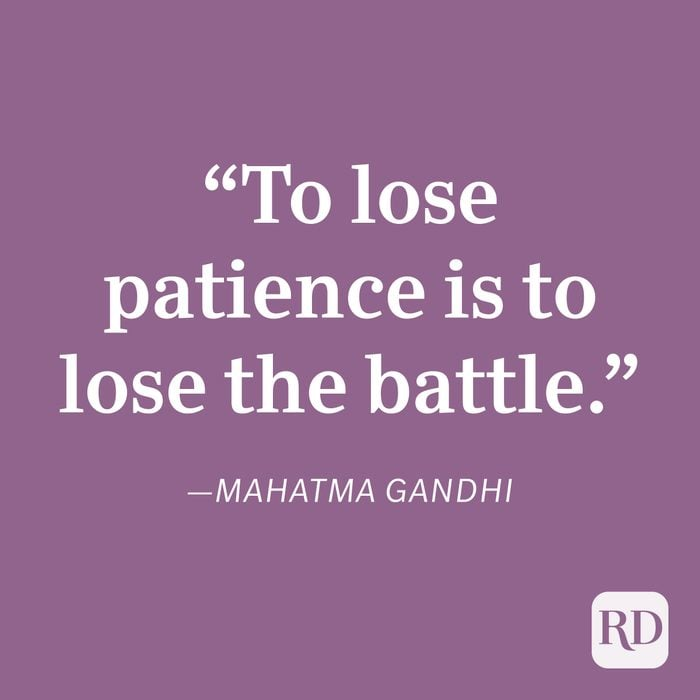 “To lose
patience is to
lose the battle.”
—MAHATMA GANDHI
RD